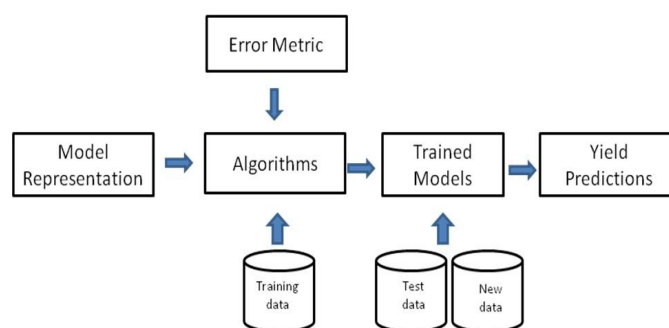 Error Metric
Model
Representation
Algorithms
Trained
Models
Yield
Predictions
Training
data
Test
data
New
data